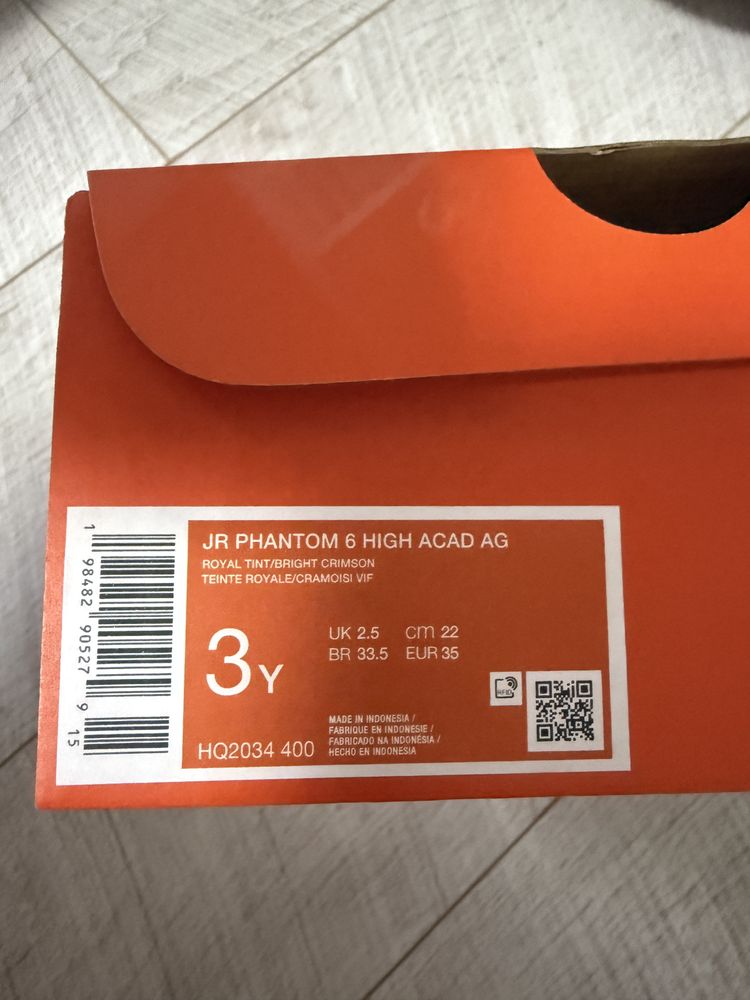 JR PHANTOM 6 HIGH ACAD AG
ROYAL TINT/BRIGHT CRIMSON
TEINTE ROYALE/CRAMOISI VIF
3Y
UK 2.5 cm 22
BR 33.5 EUR 35
RFID
HQ2034 400
MADE IN INDONESIA /
FABRIQUE EN INDONESIE /
FABRICADO NA INDONÉSIA /
HECHO EN INDONESIA
1 98482 90527 9 15